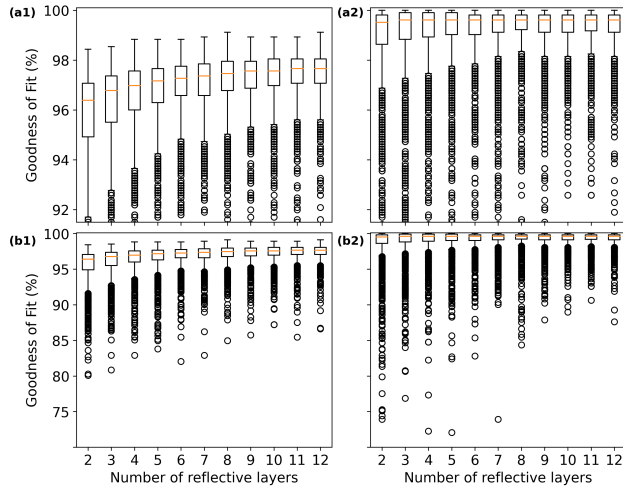 (a1)
(a2)
100
98
96
94
92
Goodness of Fit (%)
(b1)
(b2)
100
95
90
85
80
75
Goodness of Fit (%)
2 3 4 5 6 7 8 9 10 11 12
2 3 4 5 6 7 8 9 10 11 12
Number of reflective layers
Number of reflective layers